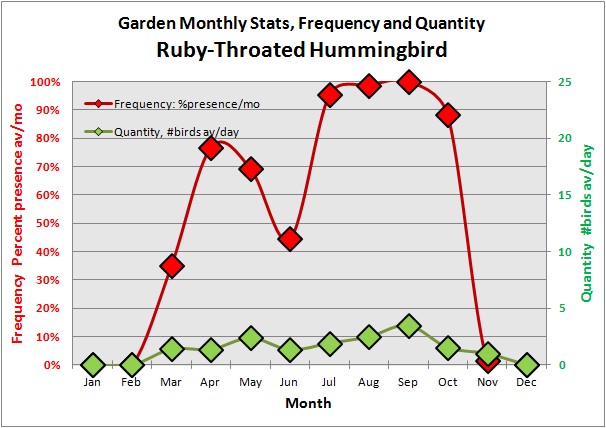 Garden Monthly Stats, Frequency and Quantity
Ruby-Throated Hummingbird
100%
90%
80%
70%
60%
50%
40%
30%
20%
10%
0%
Frequency Percent presence av/mo
Frequency: %presence/mo
Quantity, #birds av/day
25
20
15
10
5
0
Quantity #birds av/day
Jan Feb Mar Apr May Jun Jul Aug Sep Oct Nov Dec
Month